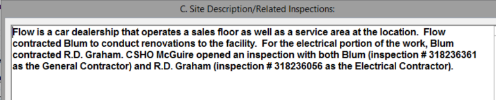 C. Site Description/Related Inspections:
Flow is a car dealership that operates a sales floor as well as a service area at the location. Flow
contracted Blum to conduct renovations to the facility. For the electrical portion of the work, Blum
contracted R.D. Graham. CSHO McGuire opened an inspection with both Blum (inspection # 318236361
as the General Contractor) and R.D. Graham (inspection # 318236056 as the Electrical Contractor).